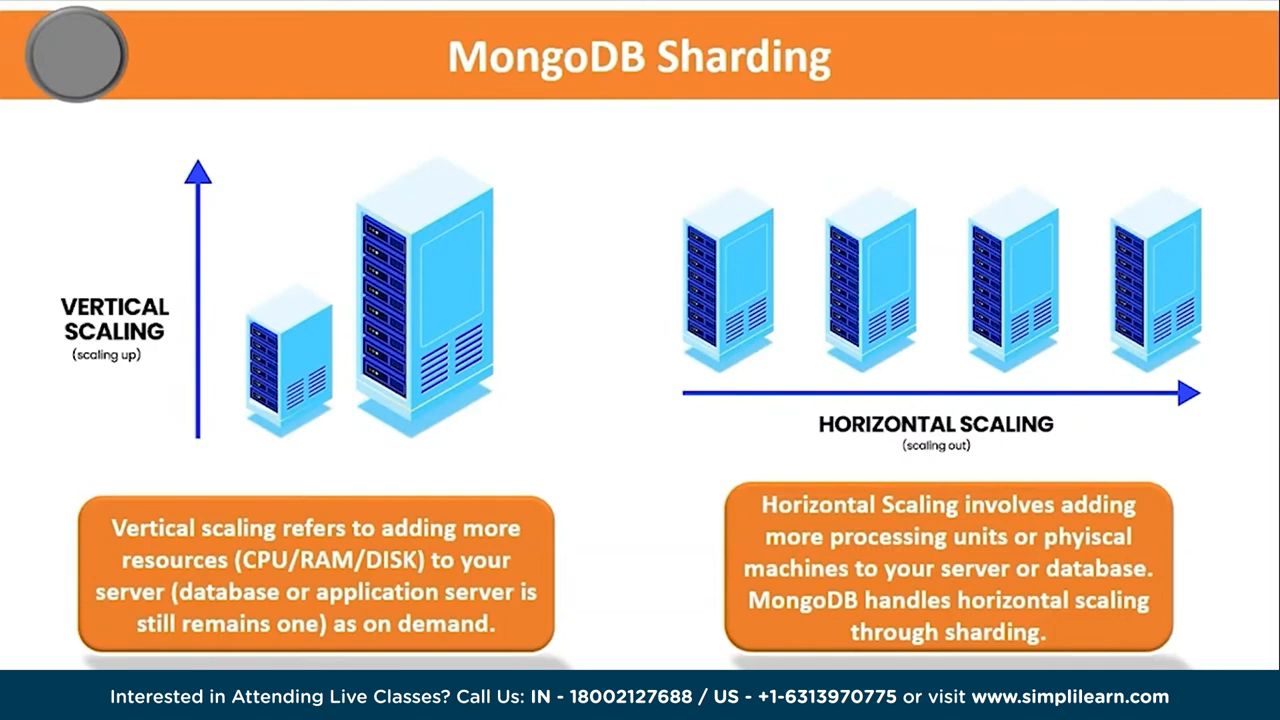 MongoDB Sharding
VERTICAL
SCALING
(scaling up)
HORIZONTAL SCALING
(scaling out)
Vertical scaling refers to adding more
resources (CPU/RAM/DISK) to your
server (database or application server is
still remains one) as on demand.
Horizontal Scaling involves adding
more processing units or phyiscal
machines to your server or database.
MongoDB handles horizontal scaling
through sharding.
Interested in Attending Live Classes? Call Us: IN - 18002127688 / US - +1-6313970775 or visit www.simplilearn.com